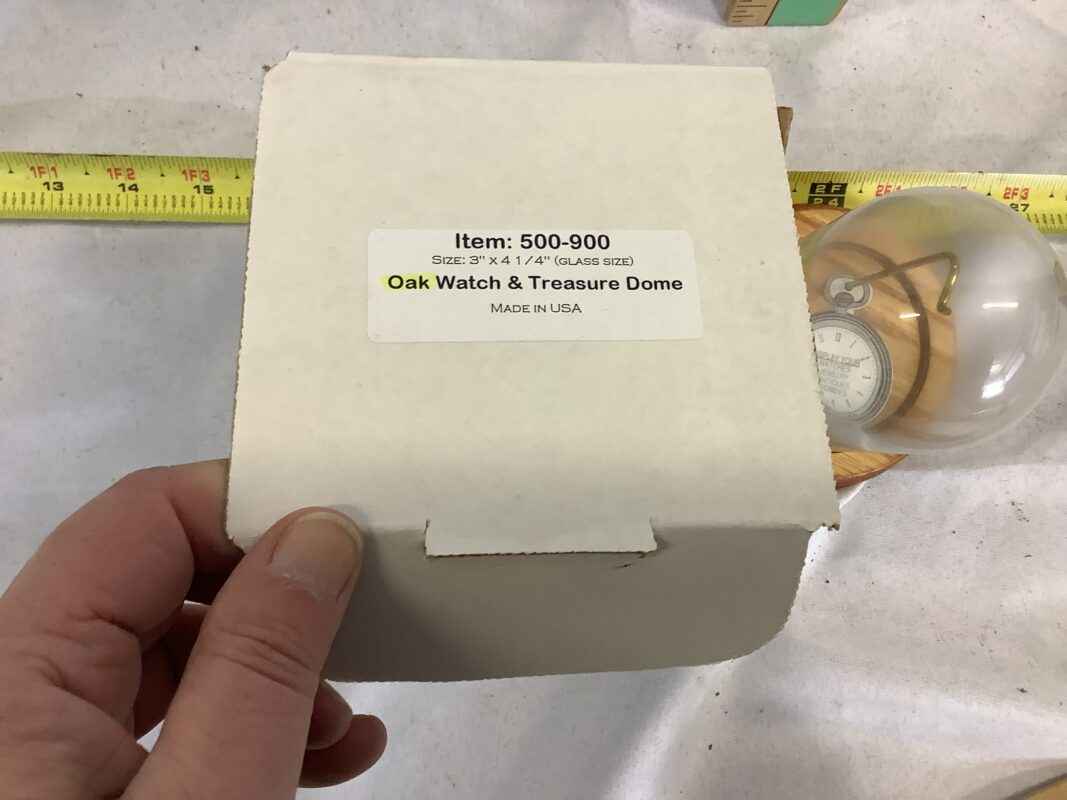 Item: 500-900
SIZE: 3" X 4 1/4" (GLASS SIZE)
Oak Watch & Treasure Dome
MADE IN USA
1F1 1F2 1F3
13 14 15
2F 2F1 2F3
24